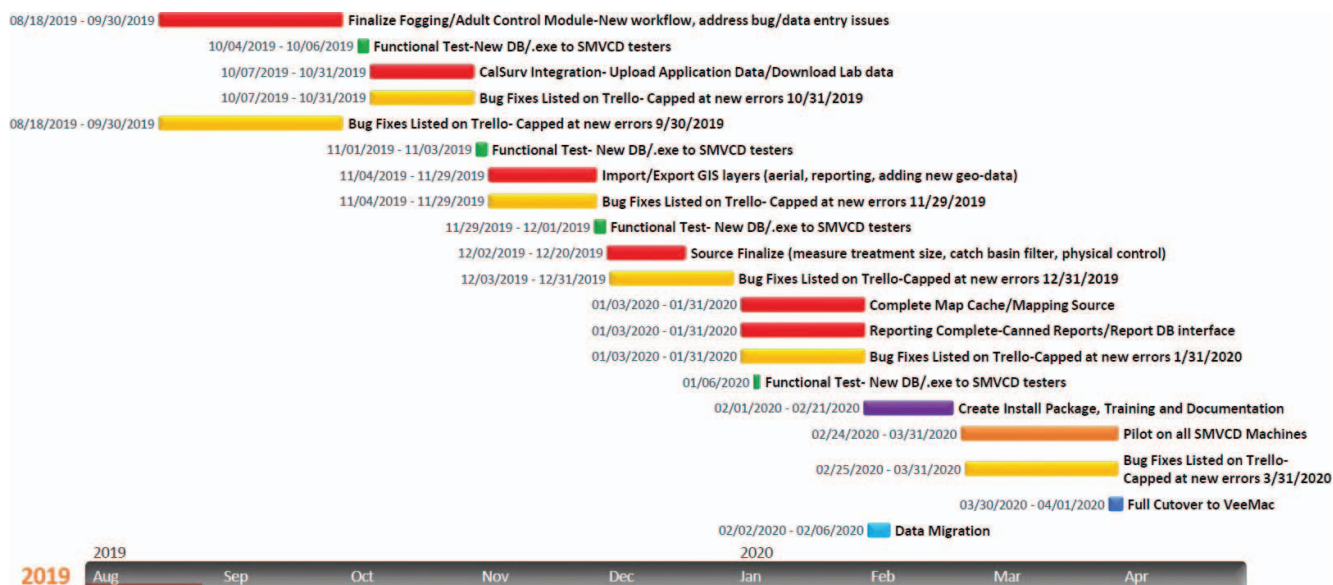 08/18/2019 - 09/30/2019 Finalize Fogging/Adult Control Module-New workflow, address bug/data entry issues
10/04/2019 - 10/06/2019 Functional Test-New DB/.exe to SMVCD testers
10/07/2019 - 10/31/2019 CalSurv Integration- Upload Application Data/Download Lab data
10/07/2019 - 10/31/2019 Bug Fixes Listed on Trello- Capped at new errors 10/31/2019
08/18/2019 - 09/30/2019 Bug Fixes Listed on Trello- Capped at new errors 9/30/2019
11/01/2019 - 11/03/2019 Functional Test- New DB/.exe to SMVCD testers
11/04/2019 - 11/29/2019 Import/Export GIS layers (aerial, reporting, adding new geo-data)
11/04/2019 - 11/29/2019 Bug Fixes Listed on Trello- Capped at new errors 11/29/2019
11/29/2019 - 12/01/2019 Functional Test- New DB/.exe to SMVCD testers
12/02/2019 - 12/20/2019 Source Finalize (measure treatment size, catch basin filter, physical control)
12/03/2019 - 12/31/2019 Bug Fixes Listed on Trello-Capped at new errors 12/31/2019
01/03/2020 - 01/31/2020 Complete Map Cache/Mapping Source
01/03/2020 - 01/31/2020 Reporting Complete-Canned Reports/Report DB interface
01/03/2020 - 01/31/2020 Bug Fixes Listed on Trello-Capped at new errors 1/31/2020
01/06/2020 Functional Test- New DB/.exe to SMVCD testers
02/01/2020 - 02/21/2020 Create Install Package, Training and Documentation
02/24/2020 - 03/31/2020 Pilot on all SMVCD Machines
02/25/2020 - 03/31/2020 Bug Fixes Listed on Trello-
Capped at new errors 3/31/2020
03/30/2020 - 04/01/2020 Full Cutover to VeeMac
02/02/2020 - 02/06/2020 Data Migration
2019 2020
2019 Aug Sep Oct Nov Dec Jan Feb Mar Apr